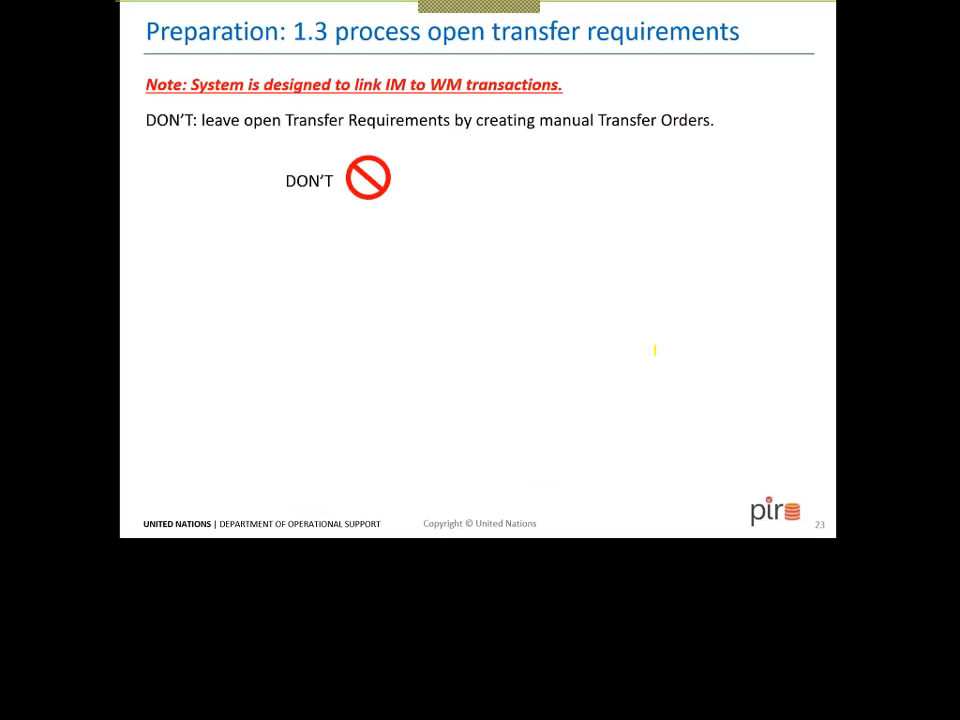 Preparation: 1.3 process open transfer requirements
Note: System is designed to link IM to WM transactions.
DON’T: leave open Transfer Requirements by creating manual Transfer Orders.
DON’T
pir
UNITED NATIONS | DEPARTMENT OF OPERATIONAL SUPPORT
Copyright © United Nations
23